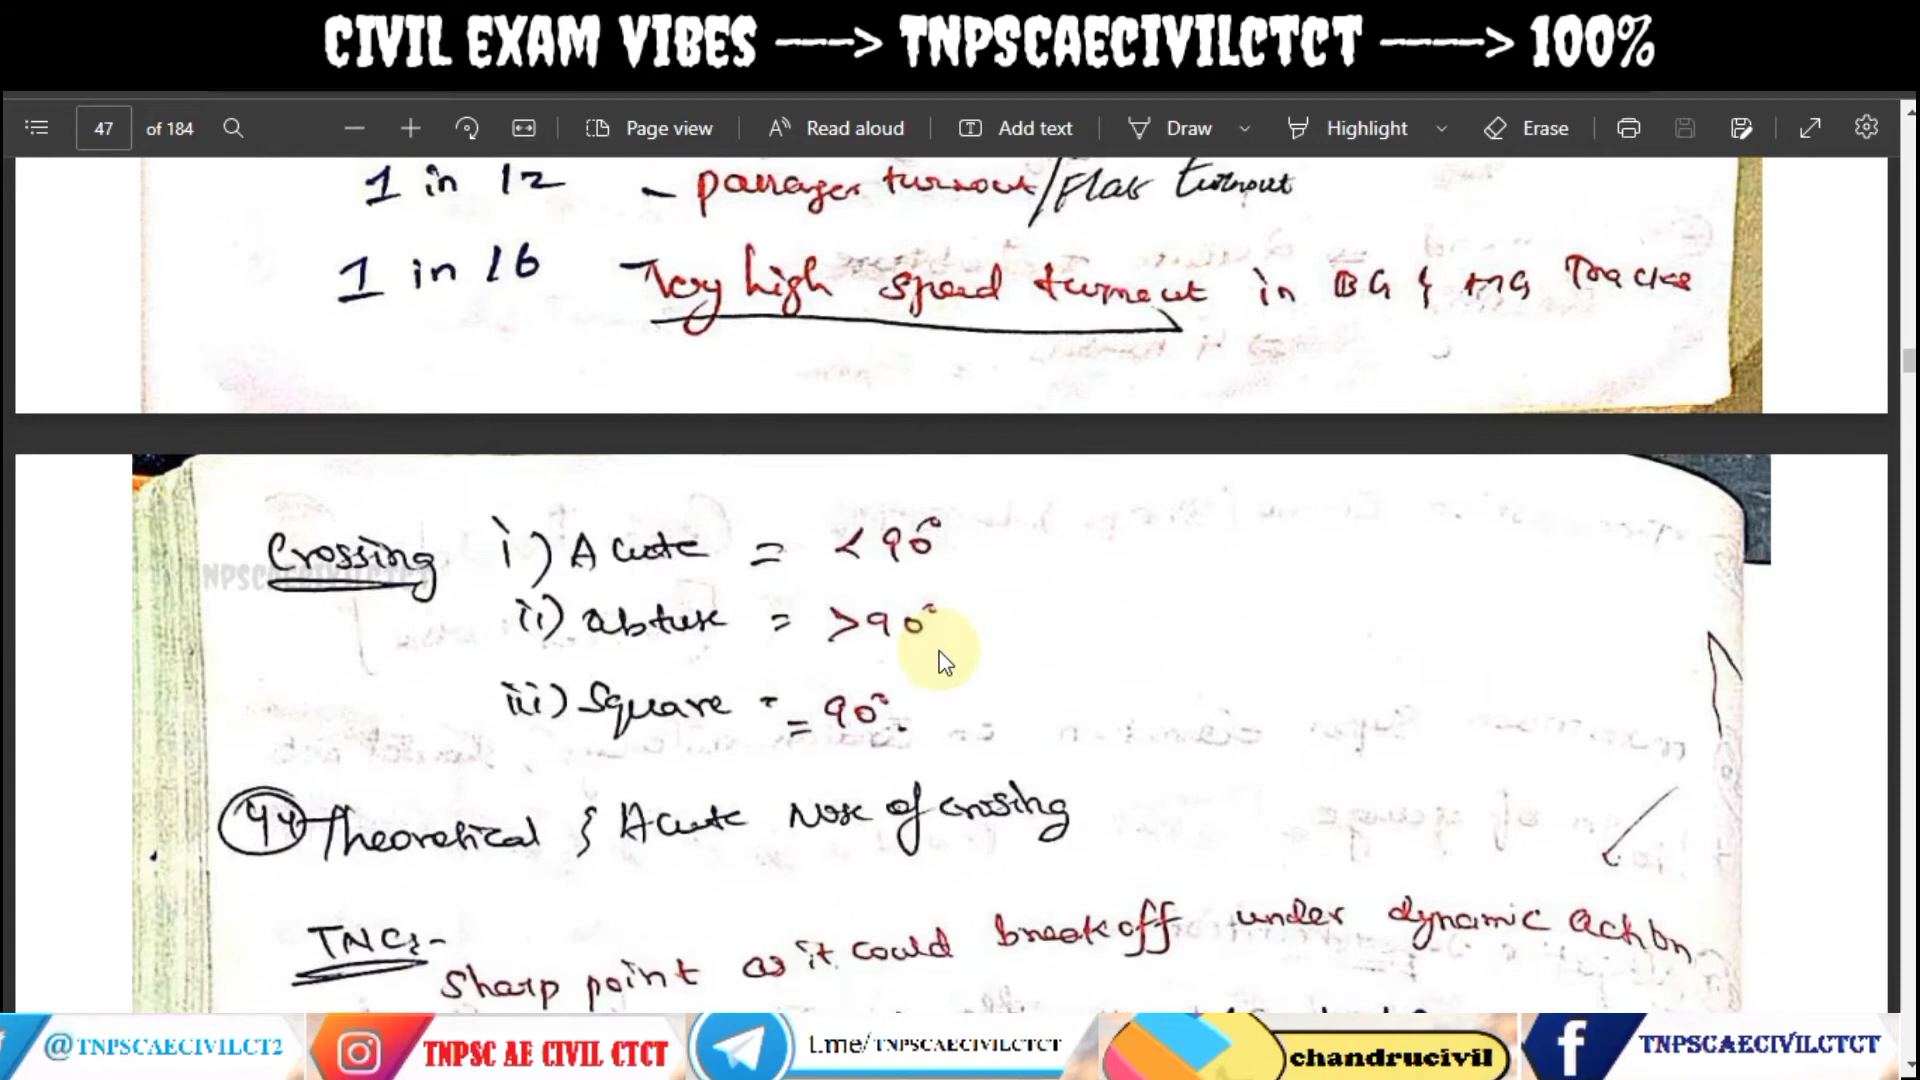 CIVIL EXAM VIBES ---> TNPSCAECIVILCTCT ----> 100%
47 of 184 Page view Read aloud Add text Draw Highlight Erase
1 in 12 - passager turnout/Flat turnout
1 in 16 - Very high speed turnout in BG & MG Tracks
Crossing i) Acute = < 90°
NPSCAECIVILCTCT
ii) obtuse = > 90°
iii) Square = 90°.
44 Theoretical & Acute Nose of crossing
TNC:-
Sharp point as it could breakoff under dynamic action
@TNPSCAECIVILCT2 TNPSC AE CIVIL CTCT t.me/TNPSCAECIVILCTCT chandrucivil TNPSCAECIVILCTCT